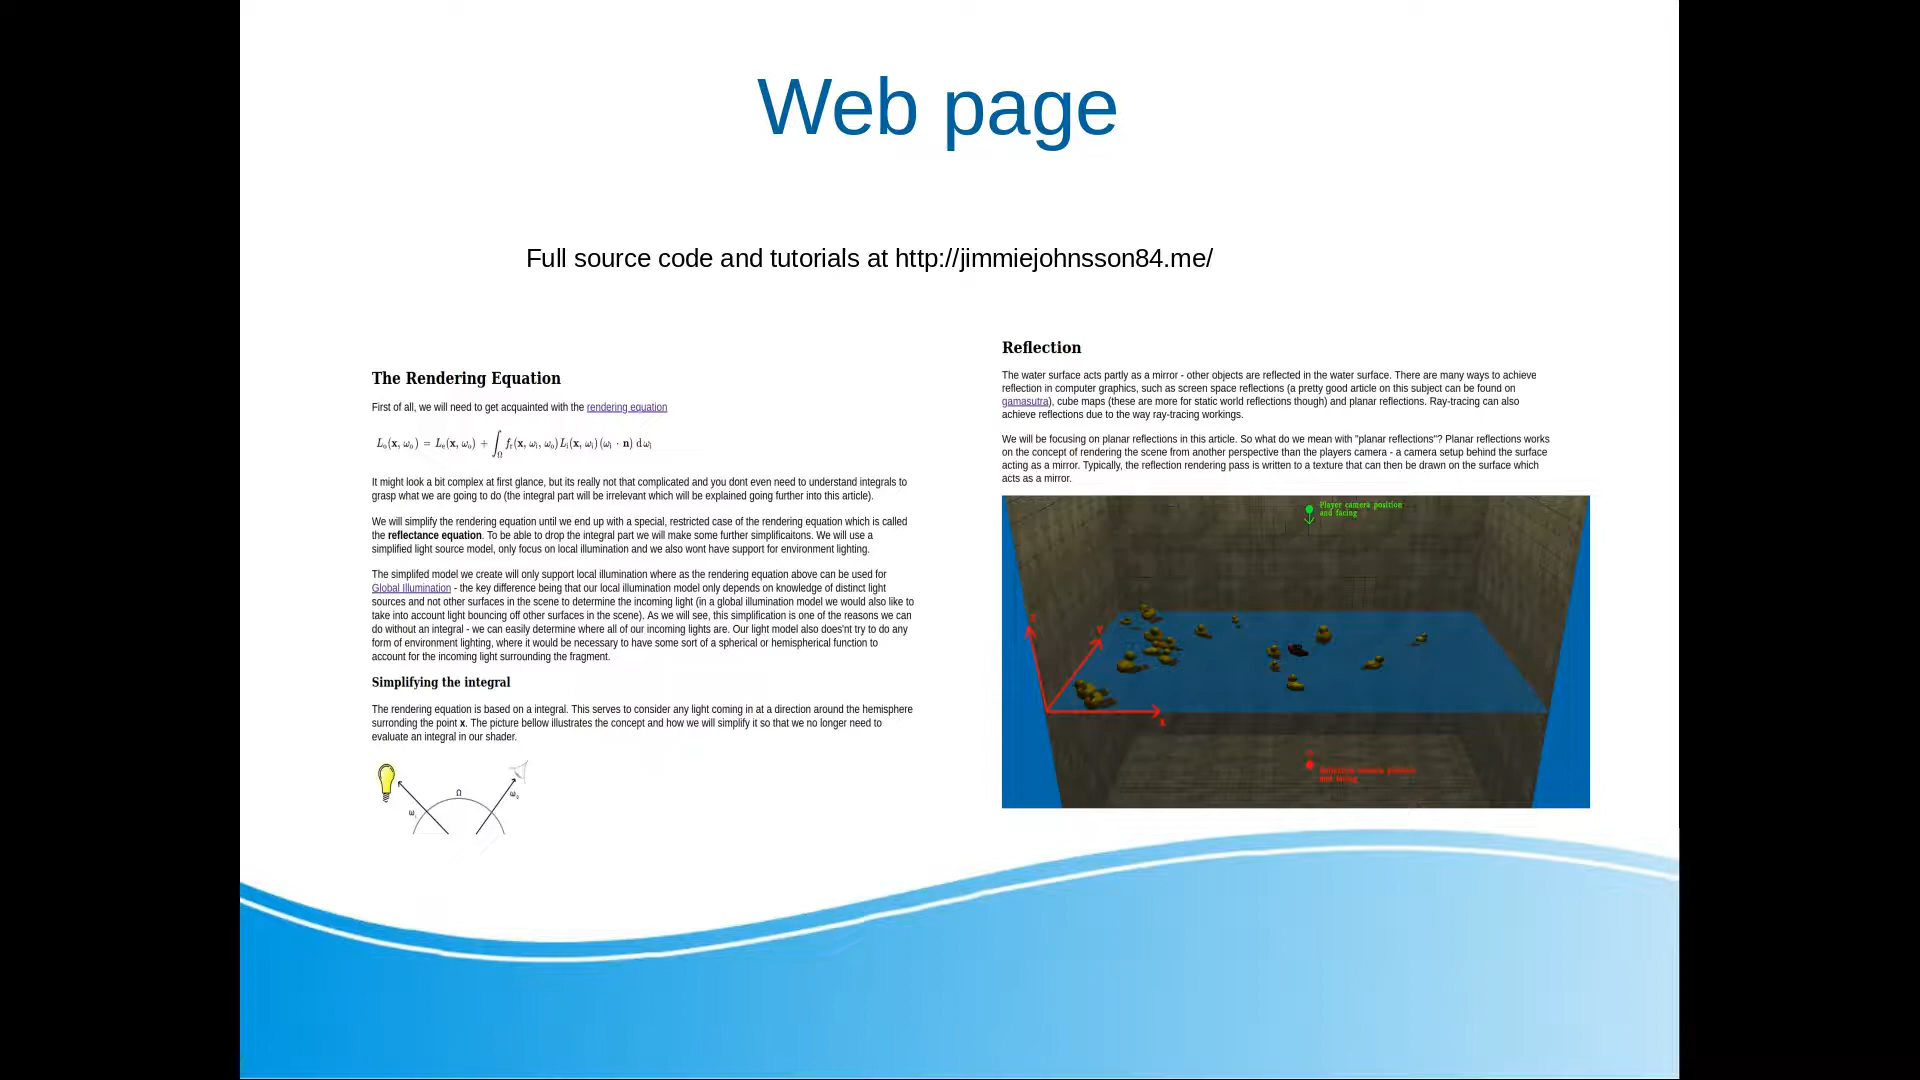 Web page
Full source code and tutorials at http://jimmiejohnsson84.me/
The Rendering Equation
First of all, we will need to get acquainted with the rendering equation
Lₒ(x, ωₒ) = Lₑ(x, ωₒ) + ∫Ω fᵣ(x, ωᵢ, ωₒ) Lᵢ(x, ωᵢ) (ωᵢ · n) d ωᵢ
It might look a bit complex at first glance, but its really not that complicated and you dont even need to understand integrals to
grasp what we are going to do (the integral part will be irrelevant which will be explained going further into this article).
We will simplify the rendering equation until we end up with a special, restricted case of the rendering equation which is called
the reflectance equation. To be able to drop the integral part we will make some further simplificaitons. We will use a
simplified light source model, only focus on local illumination and we also wont have support for environment lighting.
The simplifed model we create will only support local illumination where as the rendering equation above can be used for
Global Illumination - the key difference being that our local illumination model only depends on knowledge of distinct light
sources and not other surfaces in the scene to determine the incoming light (in a global illumination model we would also like to
take into account light bouncing off other surfaces in the scene). As we will see, this simplification is one of the reasons we can
do without an integral - we can easily determine where all of our incoming lights are. Our light model also does'nt try to do any
form of environment lighting, where it would be necessary to have some sort of a spherical or hemispherical function to
account for the incoming light surrounding the fragment.
Simplifying the integral
The rendering equation is based on a integral. This serves to consider any light coming in at a direction around the hemisphere
surronding the point x. The picture bellow illustrates the concept and how we will simplify it so that we no longer need to
evaluate an integral in our shader.
Ω
ωₒ
ωᵢ
Reflection
The water surface acts partly as a mirror - other objects are reflected in the water surface. There are many ways to achieve
reflection in computer graphics, such as screen space reflections (a pretty good article on this subject can be found on
gamasutra), cube maps (these are more for static world reflections though) and planar reflections. Ray-tracing can also
achieve reflections due to the way ray-tracing workings.
We will be focusing on planar reflections in this article. So what do we mean with "planar reflections"? Planar reflections works
on the concept of rendering the scene from another perspective than the players camera - a camera setup behind the surface
acting as a mirror. Typically, the reflection rendering pass is written to a texture that can then be drawn on the surface which
acts as a mirror.
Player camera position
and facing
Z
Y
X
Reflection camera position
and facing